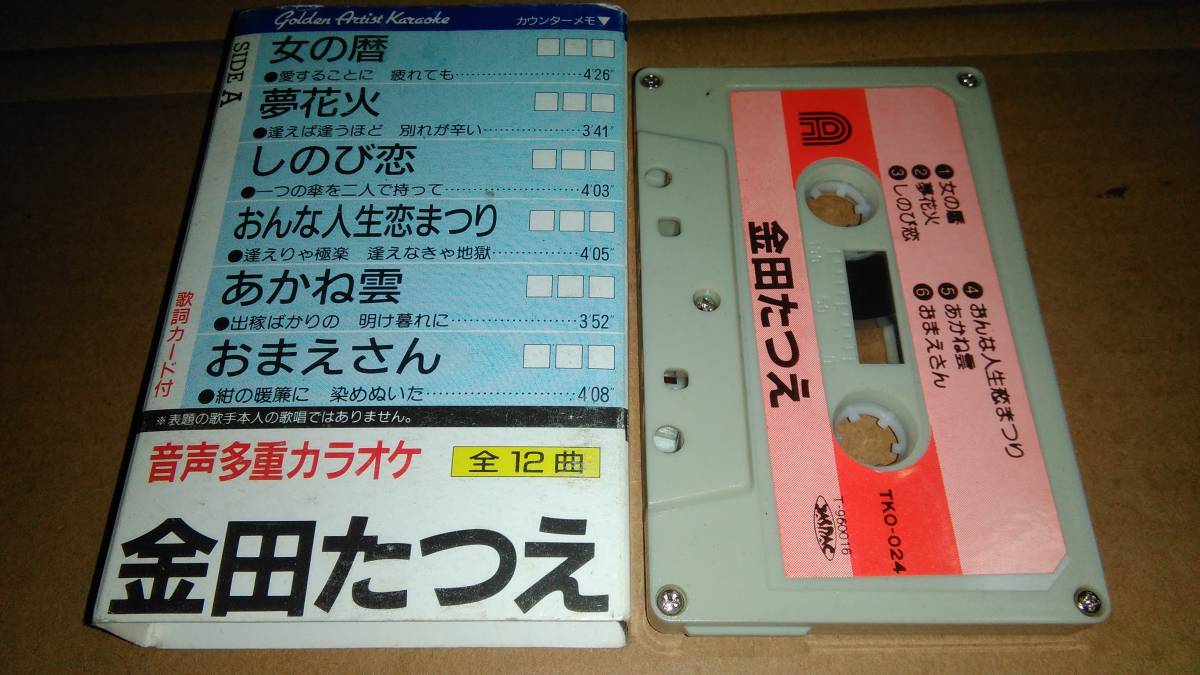 Golden Artist Karaoke
カウンターメモ▼
SIDE A
女の暦
●愛することに 疲れても…………………4'26"
夢花火
●逢えば逢うほど 別れが辛い……………3'41"
しのび恋
●一つの傘を二人で持って…………………4'03"
おんな人生恋まつり
●逢えりゃ極楽 逢えなきゃ地獄…………4'05"
あかね雲
●出稼ばかりの 明け暮れに………………3'52"
おまえさん
●紺の暖簾に 染めぬいた…………………4'08"
歌詞カード付
※表題の歌手本人の歌唱ではありません。
音声多重カラオケ
全12曲
金田たつえ
A
❶女の暦
❷夢花火
❸しのび恋
❹おんな人生恋まつり
❺あかね雲
❻おまえさん
金田たつえ
TKO-024
JASRAC
T-960016